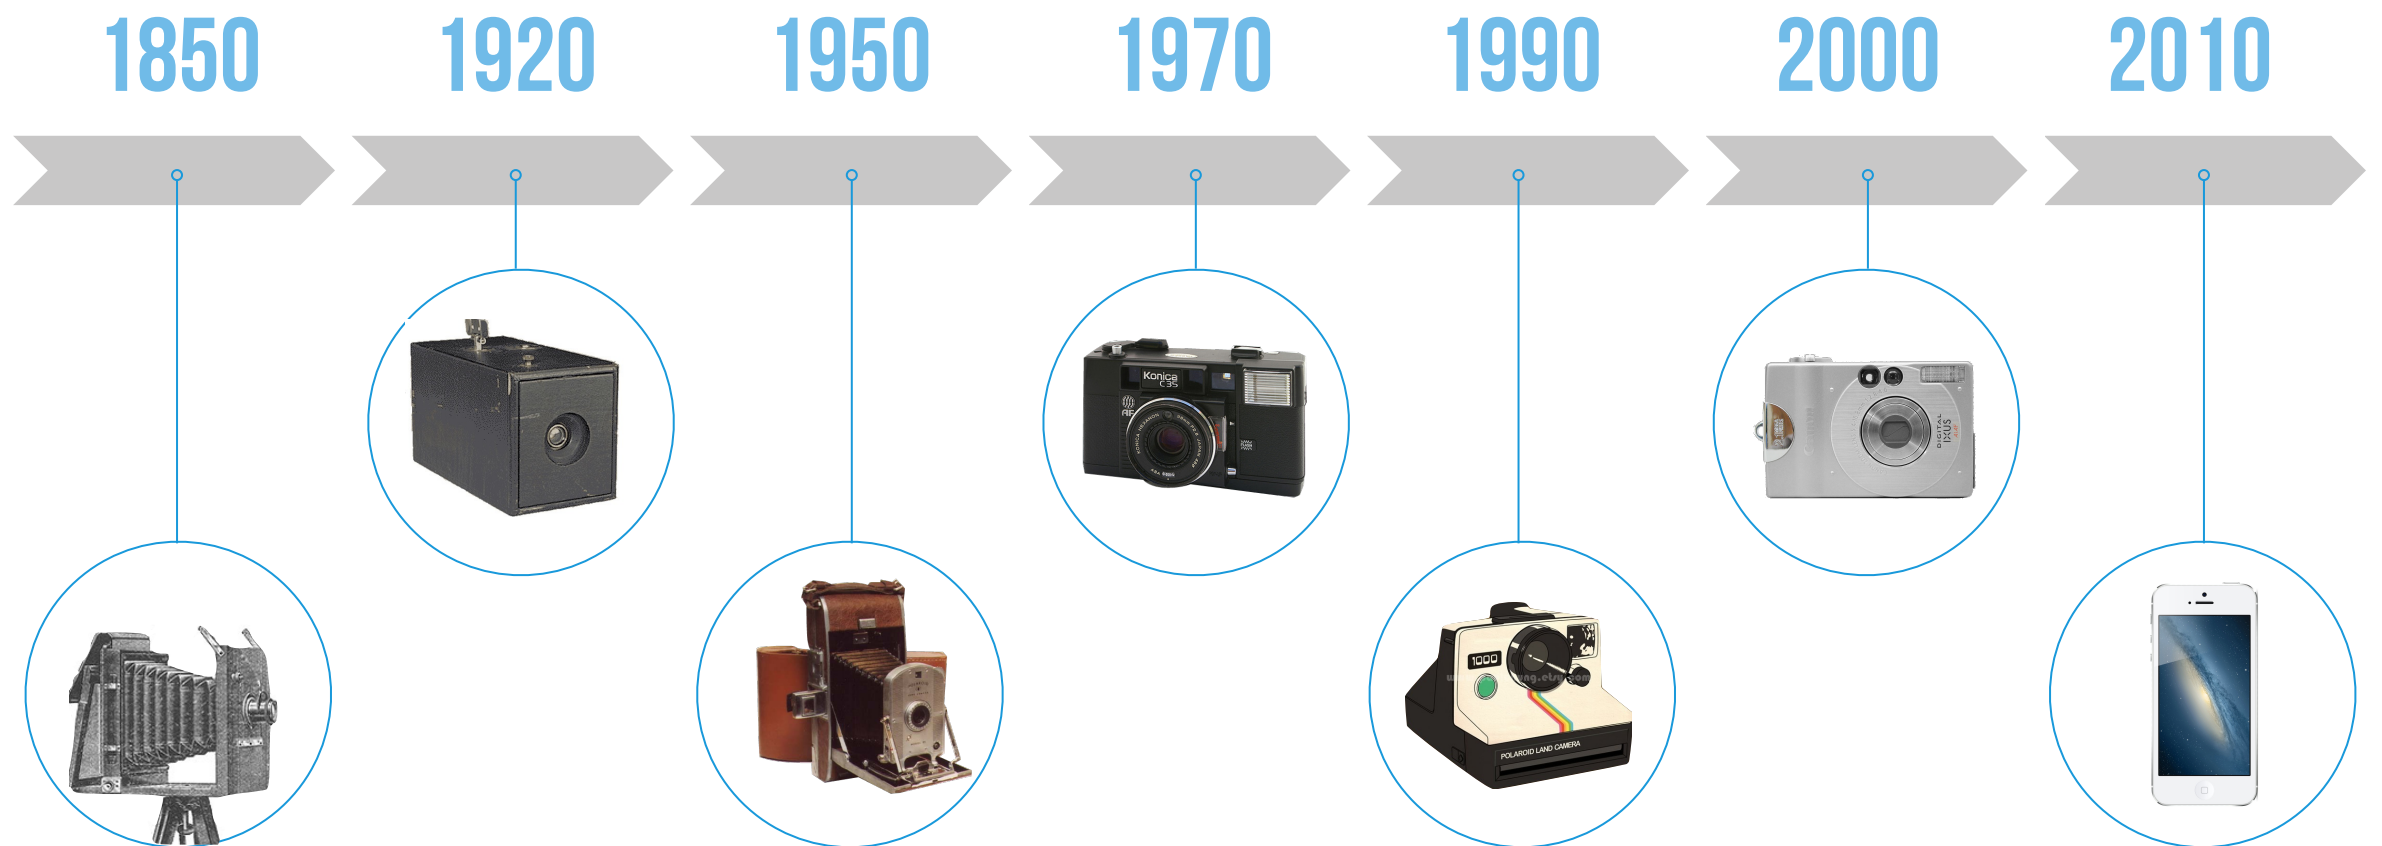 1850 1920 1950 1970 1990 2000 2010
Konica
C35
AF
DIGITAL
IXUS
1000
POLAROID LAND CAMERA